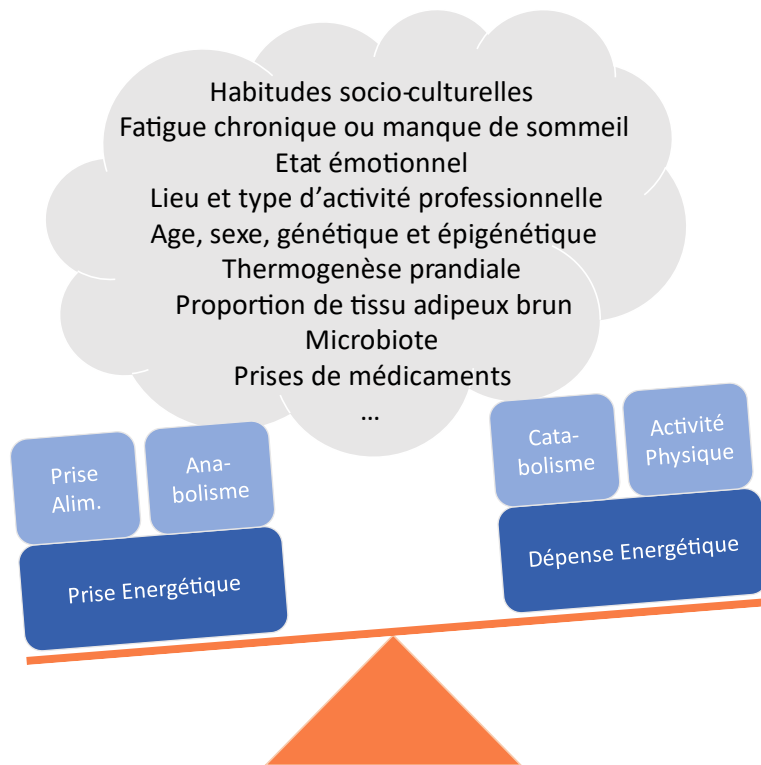 Habitudes socio-culturelles
Fatigue chronique ou manque de sommeil
Etat émotionnel
Lieu et type d'activité professionnelle
Age, sexe, génétique et épigénétique
Thermogenèse prandiale
Proportion de tissu adipeux brun
Microbiote
Prises de médicaments
...
Prise
Alim.
Ana-
bolisme
Prise Energétique
Cata-
bolisme
Activité
Physique
Dépense Energétique